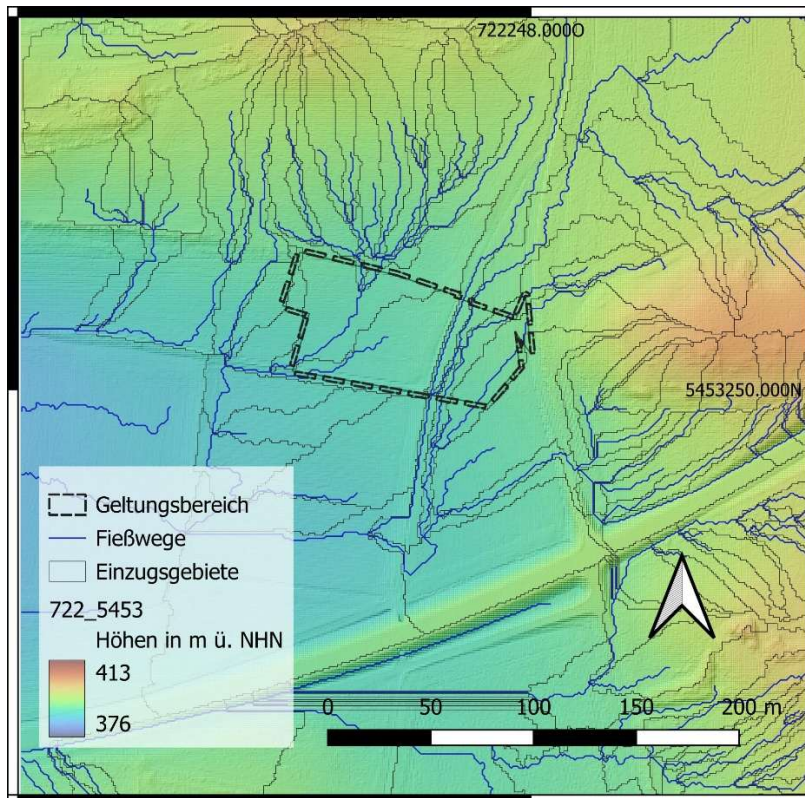 722248.000O
5453250.000N
Geltungsbereich
Fießwege
Einzugsgebiete
722_5453
Höhen in m ü. NHN
413
376
0 50 100 150 200 m